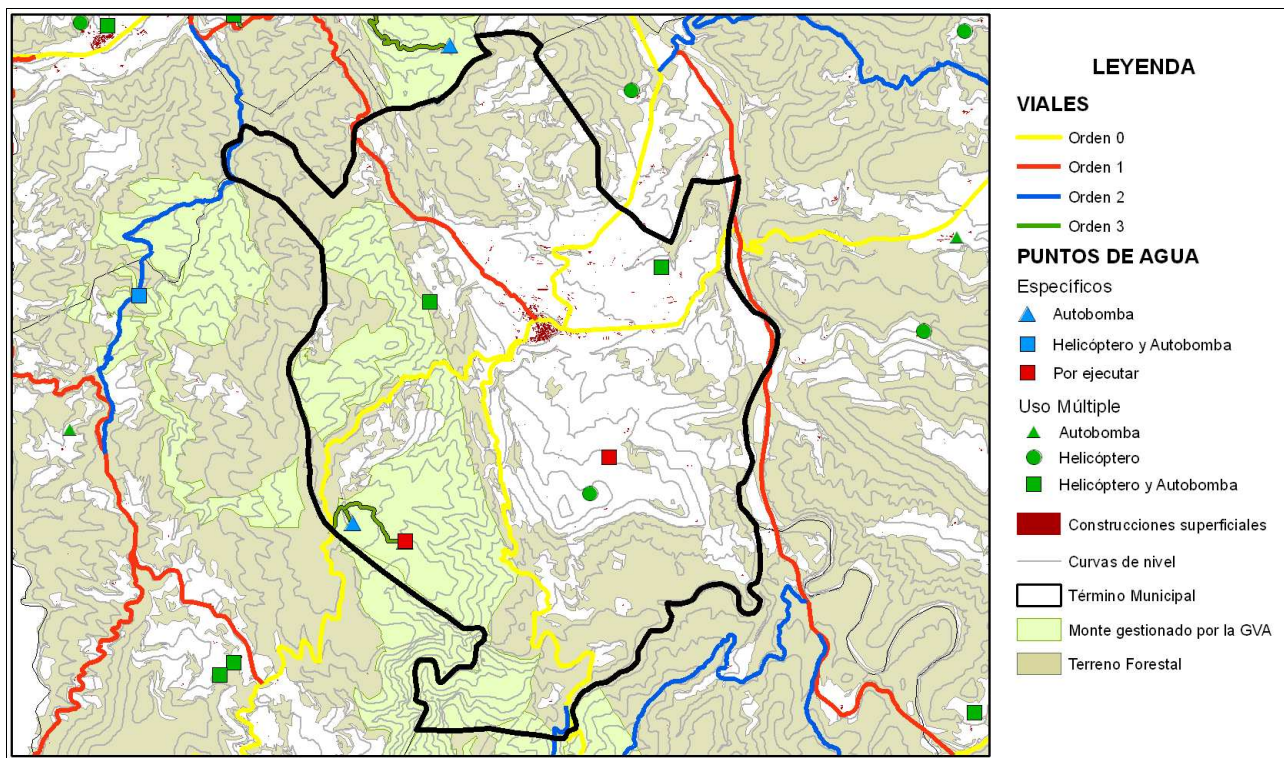 LEYENDA
VIALES
Orden 0
Orden 1
Orden 2
Orden 3
PUNTOS DE AGUA
Específicos
Autobomba
Helicóptero y Autobomba
Por ejecutar
Uso Múltiple
Autobomba
Helicóptero
Helicóptero y Autobomba
Construcciones superficiales
Curvas de nivel
Término Municipal
Monte gestionado por la GVA
Terreno Forestal